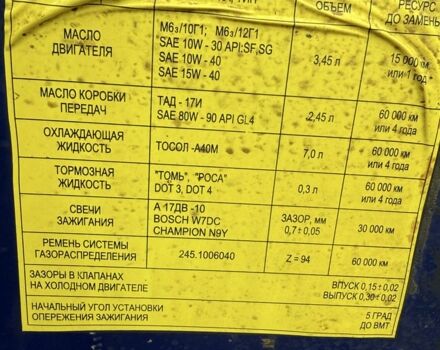 ОБЪЕМ
РЕСУРС
ДО ЗАМЕНЫ
МАСЛО
ДВИГАТЕЛЯ
М6з/10Г1; М6з/12Г1
SAE 10W - 30 API:SF,SG
SAE 10W - 40
SAE 15W - 40
3,45 л
15 000 км
или 1 год
МАСЛО КОРОБКИ
ПЕРЕДАЧ
ТАД - 17И
SAE 80W - 90 API GL4
2,45 л
60 000 км
или 4 года
ОХЛАЖДАЮЩАЯ
ЖИДКОСТЬ
ТОСОЛ -А40М
7,0 л
60 000 км
или 4 года
ТОРМОЗНАЯ
ЖИДКОСТЬ
"ТОМЬ", "РОСА"
DOT 3, DOT 4
0,3 л
60 000 км
или 4 года
СВЕЧИ
ЗАЖИГАНИЯ
А 17ДВ -10
BOSCH W7DC
CHAMPION N9Y
ЗАЗОР, мм
0,7 ± 0,05
30 000 км
РЕМЕНЬ СИСТЕМЫ
ГАЗОРАСПРЕДЕЛЕНИЯ
245.1006040
Z = 94
60 000 км
ЗАЗОРЫ В КЛАПАНАХ
НА ХОЛОДНОМ ДВИГАТЕЛЕ
ВПУСК 0,15 ± 0,02
ВЫПУСК 0,30 ± 0,02
НАЧАЛЬНЫЙ УГОЛ УСТАНОВКИ
ОПЕРЕЖЕНИЯ ЗАЖИГАНИЯ
5 ГРАД
ДО ВМТ